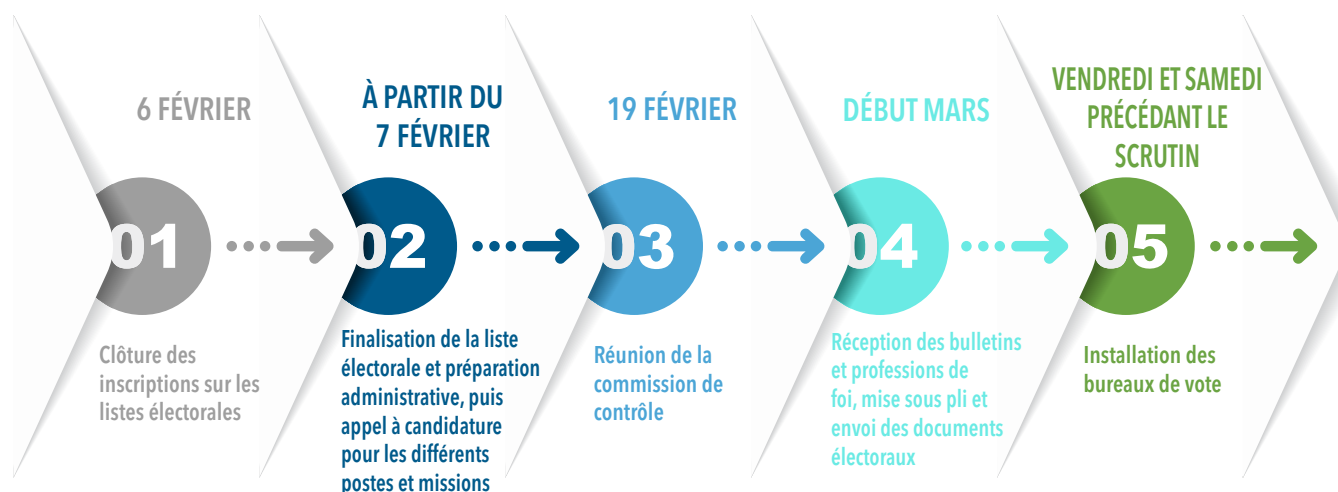 6 FÉVRIER
01
Clôture des
inscriptions sur les
listes électorales
À PARTIR DU
7 FÉVRIER
02
Finalisation de la liste
électorale et préparation
administrative, puis
appel à candidature
pour les différents
postes et missions
19 FÉVRIER
03
Réunion de la
commission de
contrôle
DÉBUT MARS
04
Réception des bulletins
et professions de
foi, mise sous pli et
envoi des documents
électoraux
VENDREDI ET SAMEDI
PRÉCÉDANT LE
SCRUTIN
05
Installation des
bureaux de vote